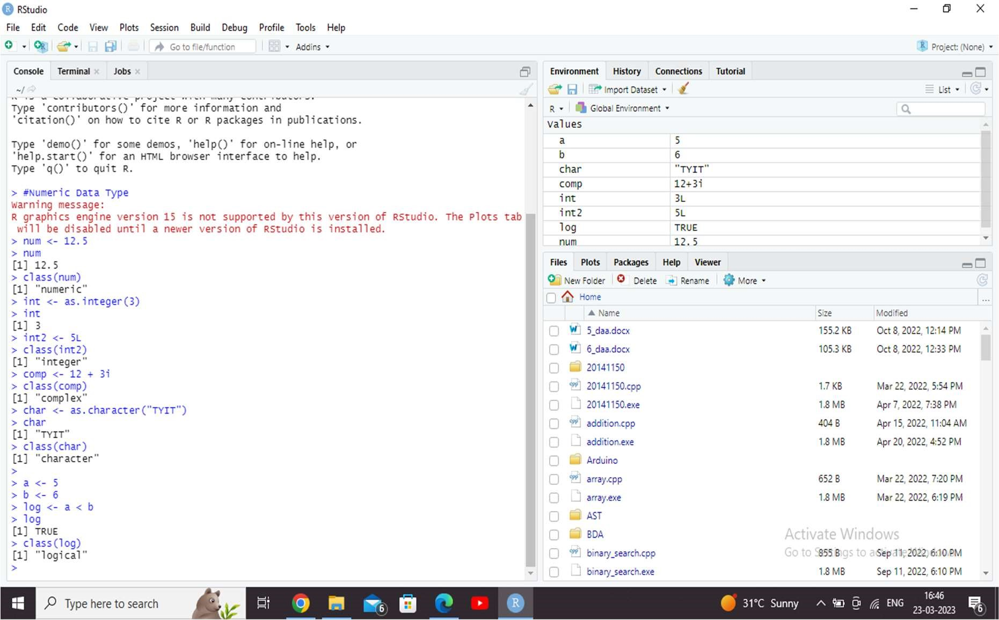 RStudio
File Edit Code View Plots Session Build Debug Profile Tools Help
Go to file/function Addins Project: (None)
Console Terminal Jobs
~/
R is a collaborative project with many contributors.
Type 'contributors()' for more information and
'citation()' on how to cite R or R packages in publications.
Type 'demo()' for some demos, 'help()' for on-line help, or
'help.start()' for an HTML browser interface to help.
Type 'q()' to quit R.
> #Numeric Data Type
Warning message:
R graphics engine version 15 is not supported by this version of RStudio. The Plots tab
will be disabled until a newer version of RStudio is installed.
> num <- 12.5
> num
[1] 12.5
> class(num)
[1] "numeric"
> int <- as.integer(3)
> int
[1] 3
> int2 <- 5L
> class(int2)
[1] "integer"
> comp <- 12 + 3i
> class(comp)
[1] "complex"
> char <- as.character("TYIT")
> char
[1] "TYIT"
> class(char)
[1] "character"
>
> a <- 5
> b <- 6
> log <- a < b
> log
[1] TRUE
> class(log)
[1] "logical"
>
Environment History Connections Tutorial
Import Dataset List
R Global Environment
Values
a 5
b 6
char "TYIT"
comp 12+3i
int 3L
int2 5L
log TRUE
num 12.5
Files Plots Packages Help Viewer
New Folder Delete Rename More
Home ...
Name Size Modified
5_daa.docx 155.2 KB Oct 8, 2022, 12:14 PM
6_daa.docx 105.3 KB Oct 8, 2022, 12:33 PM
20141150
20141150.cpp 1.7 KB Mar 22, 2022, 5:54 PM
20141150.exe 1.8 MB Apr 7, 2022, 7:38 PM
addition.cpp 404 B Apr 15, 2022, 11:04 AM
addition.exe 1.8 MB Apr 20, 2022, 4:52 PM
Arduino
array.cpp 652 B Mar 22, 2022, 7:20 PM
array.exe 1.8 MB Mar 22, 2022, 6:19 PM
AST
BDA
binary_search.cpp 855 B Sep 11, 2022, 6:10 PM
binary_search.exe 1.8 MB Sep 11, 2022, 6:10 PM
Activate Windows
Go to Settings to activate Windows.
Type here to search 6 31°C Sunny ENG 16:46
23-03-2023 6